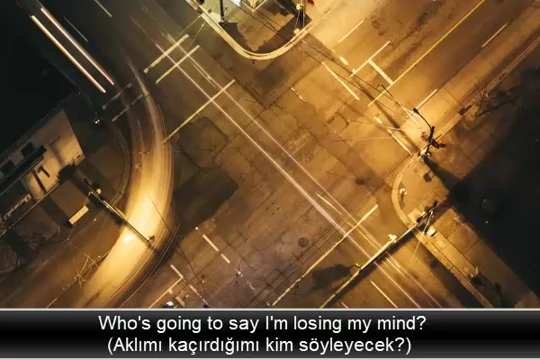 Who's going to say I'm losing my mind?
(Aklımı kaçırdığımı kim söyleyecek?)